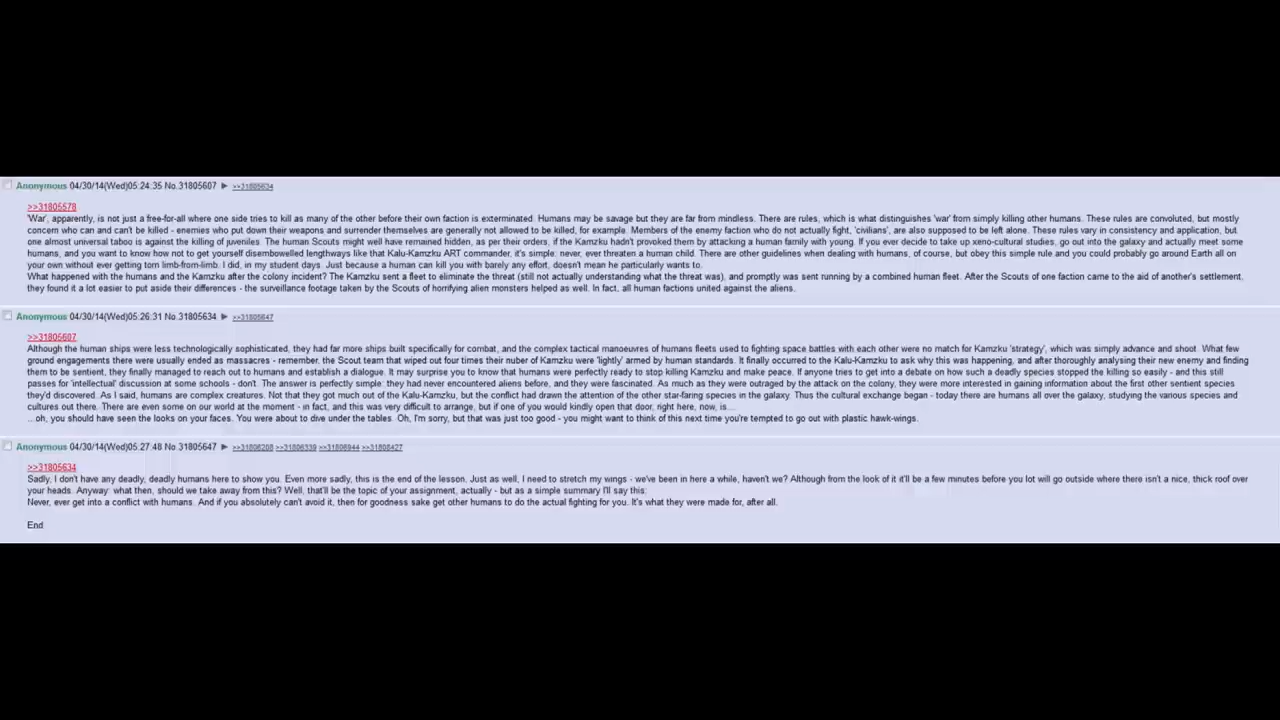 Anonymous 04/30/14(Wed)05:24:35 No.31805607 ▶ >>31805634
>>31805578
'War', apparently, is not just a free-for-all where one side tries to kill as many of the other before their own faction is exterminated. Humans may be savage but they are far from mindless. There are rules, which is what distinguishes 'war' from simply killing other humans. These rules are convoluted, but mostly
concern who can and can't be killed - enemies who put down their weapons and surrender themselves are generally not allowed to be killed, for example. Members of the enemy faction who do not actually fight, 'civilians', are also supposed to be left alone. These rules vary in consistency and application, but
one almost universal taboo is against the killing of juveniles. The human Scouts might well have remained hidden, as per their orders, if the Kamzku hadn't provoked them by attacking a human family with young. If you ever decide to take up xeno-cultural studies, go out into the galaxy and actually meet some
humans, and you want to know how not to get yourself disembowelled lengthways like that Kalu-Kamzku ART commander, it's simple: never, ever threaten a human child. There are other guidelines when dealing with humans, of course, but obey this simple rule and you could probably go around Earth all on
your own without ever getting torn limb-from-limb. I did, in my student days. Just because a human can kill you with barely any effort, doesn't mean he particularly wants to.
What happened with the humans and the Kamzku after the colony incident? The Kamzku sent a fleet to eliminate the threat (still not actually understanding what the threat was), and promptly was sent running by a combined human fleet. After the Scouts of one faction came to the aid of another's settlement,
they found it a lot easier to put aside their differences - the surveillance footage taken by the Scouts of horrifying alien monsters helped as well. In fact, all human factions united against the aliens.
Anonymous 04/30/14(Wed)05:26:31 No.31805634 ▶ >>31805647
>>31805607
Although the human ships were less technologically sophisticated, they had far more ships built specifically for combat, and the complex tactical manoeuvres of humans fleets used to fighting space battles with each other were no match for Kamzku 'strategy', which was simply advance and shoot. What few
ground engagements there were usually ended as massacres - remember, the Scout team that wiped out four times their nuber of Kamzku were 'lightly' armed by human standards. It finally occurred to the Kalu-Kamzku to ask why this was happening, and after thoroughly analysing their new enemy and finding
them to be sentient, they finally managed to reach out to humans and establish a dialogue. It may surprise you to know that humans were perfectly ready to stop killing Kamzku and make peace. If anyone tries to get into a debate on how such a deadly species stopped the killing so easily - and this still
passes for 'intellectual' discussion at some schools - don't. The answer is perfectly simple: they had never encountered aliens before, and they were fascinated. As much as they were outraged by the attack on the colony, they were more interested in gaining information about the first other sentient species
they'd discovered. As I said, humans are complex creatures. Not that they got much out of the Kalu-Kamzku, but the conflict had drawn the attention of the other star-faring species in the galaxy. Thus the cultural exchange began - today there are humans all over the galaxy, studying the various species and
cultures out there. There are even some on our world at the moment - in fact, and this was very difficult to arrange, but if one of you would kindly open that door, right here, now, is...
...oh, you should have seen the looks on your faces. You were about to dive under the tables. Oh, I'm sorry, but that was just too good - you might want to think of this next time you're tempted to go out with plastic hawk-wings.
Anonymous 04/30/14(Wed)05:27:48 No.31805647 ▶ >>31806208 >>31806339 >>31806944 >>31808427
>>31805634
Sadly, I don't have any deadly, deadly humans here to show you. Even more sadly, this is the end of the lesson. Just as well, I need to stretch my wings - we've been in here a while, haven't we? Although from the look of it it'll be a few minutes before you lot will go outside where there isn't a nice, thick roof over
your heads. Anyway: what then, should we take away from this? Well, that'll be the topic of your assignment, actually - but as a simple summary I'll say this:
Never, ever get into a conflict with humans. And if you absolutely can't avoid it, then for goodness sake get other humans to do the actual fighting for you. It's what they were made for, after all.
End